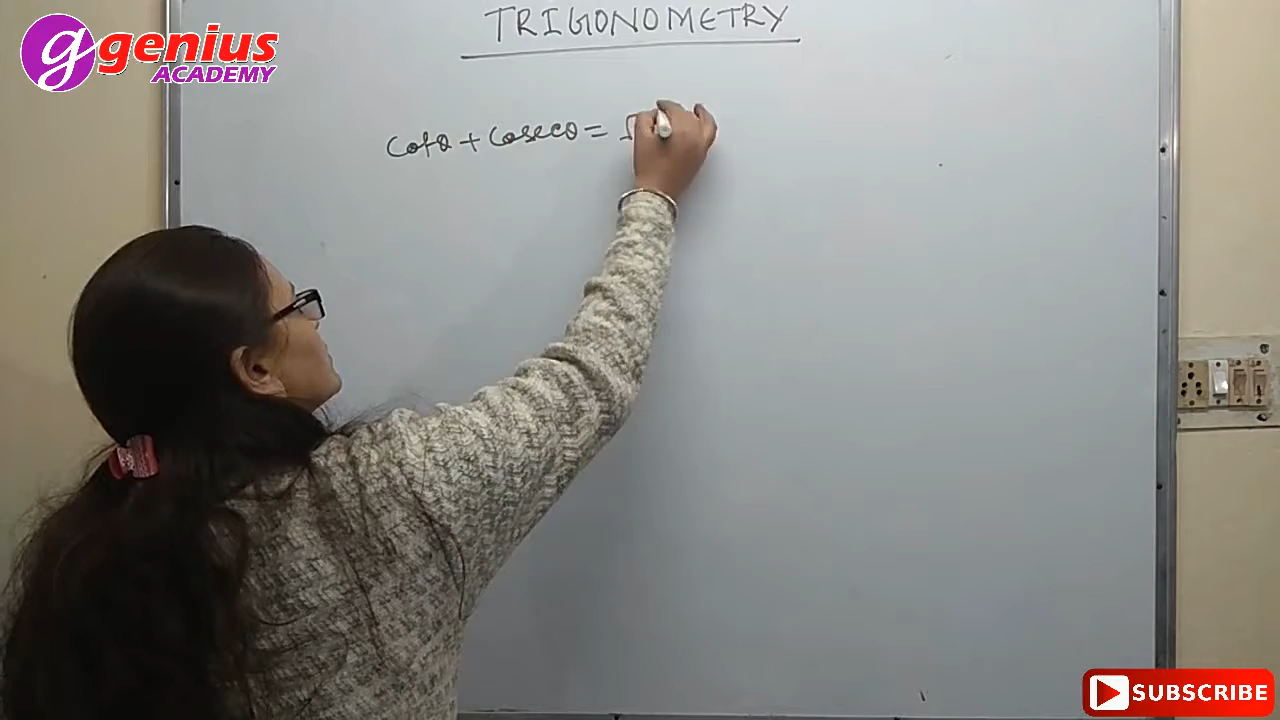 genius
ACADEMY
TRIGONOMETRY
cotθ + cosecθ =
SUBSCRIBE